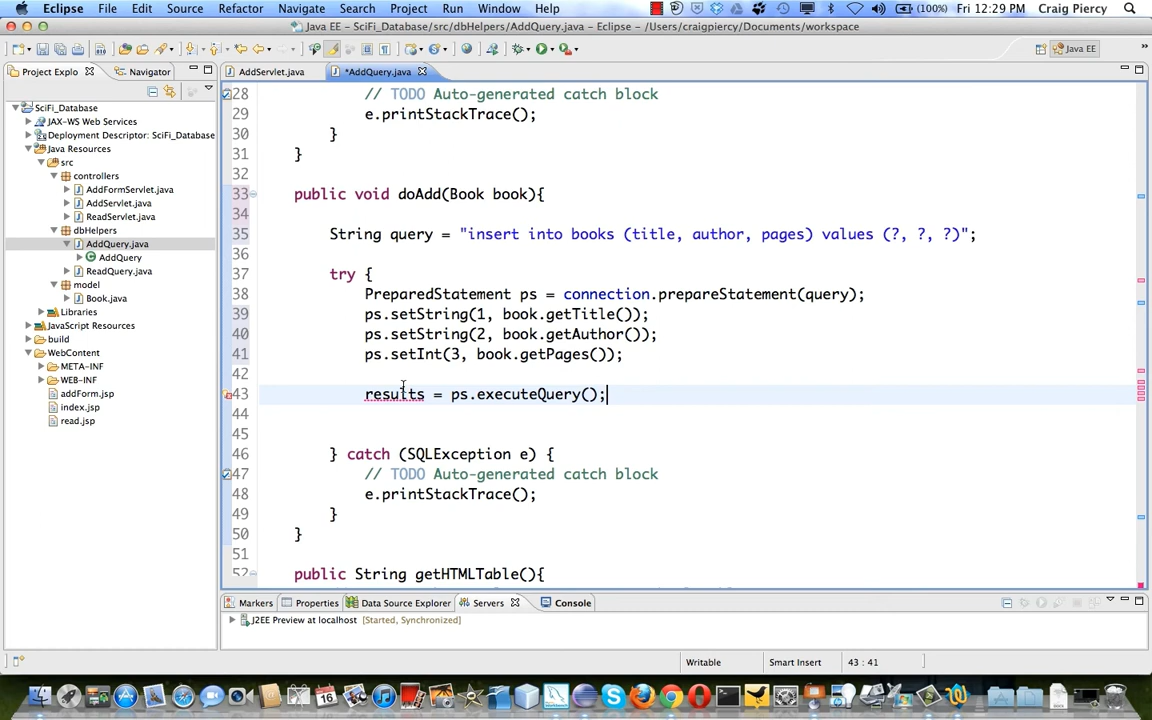 Eclipse File Edit Source Refactor Navigate Search Project Run Window Help (100%) Fri 12:29 PM Craig Piercy
Java EE - SciFi_Database/src/dbHelpers/AddQuery.java - Eclipse - /Users/craigpiercy/Documents/workspace
Java EE
Project Explo Navigator AddServlet.java *AddQuery.java
SciFi_Database
JAX-WS Web Services
Deployment Descriptor: SciFi_Database
Java Resources
src
controllers
AddFormServlet.java
AddServlet.java
ReadServlet.java
dbHelpers
AddQuery.java
AddQuery
ReadQuery.java
model
Book.java
Libraries
JavaScript Resources
build
WebContent
META-INF
WEB-INF
addForm.jsp
index.jsp
read.jsp
28 // TODO Auto-generated catch block
29 e.printStackTrace();
30 }
31 }
32
33 public void doAdd(Book book){
34
35 String query = "insert into books (title, author, pages) values (?, ?, ?)";
36
37 try {
38 PreparedStatement ps = connection.prepareStatement(query);
39 ps.setString(1, book.getTitle());
40 ps.setString(2, book.getAuthor());
41 ps.setInt(3, book.getPages());
42
43 results = ps.executeQuery();
44
45
46 } catch (SQLException e) {
47 // TODO Auto-generated catch block
48 e.printStackTrace();
49 }
50 }
51
52 public String getHTMLTable(){
Markers Properties Data Source Explorer Servers Console
J2EE Preview at localhost [Started, Synchronized]
Writable Smart Insert 43 : 41